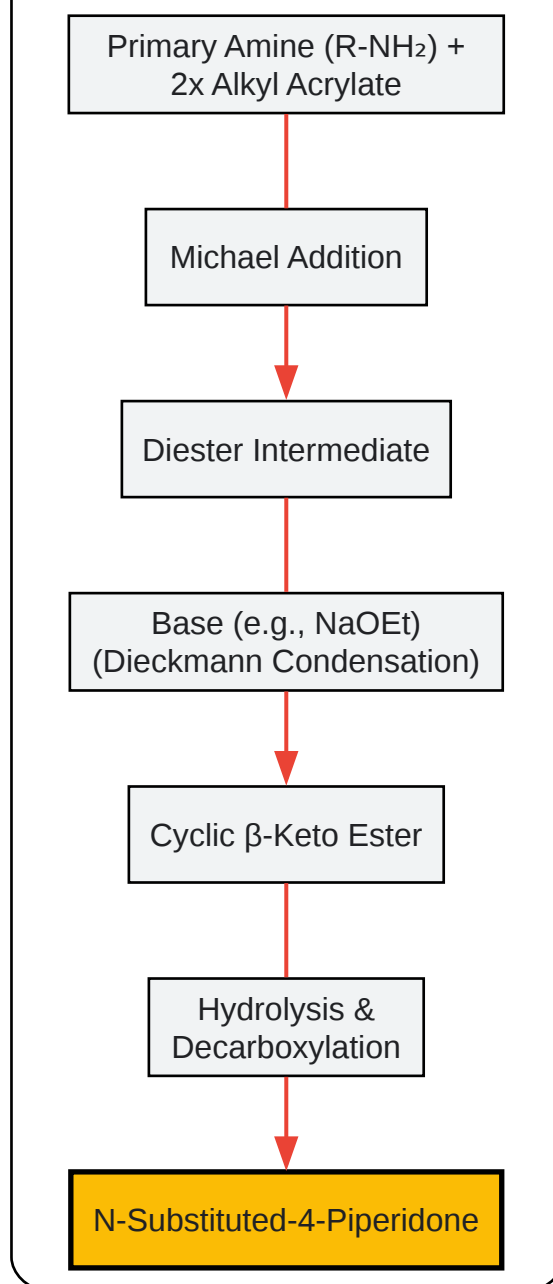 Primary Amine (R-NH₂) +
2x Alkyl Acrylate
Michael Addition
Diester Intermediate
Base (e.g., NaOEt)
(Dieckmann Condensation)
Cyclic β-Keto Ester
Hydrolysis &
Decarboxylation
N-Substituted-4-Piperidone